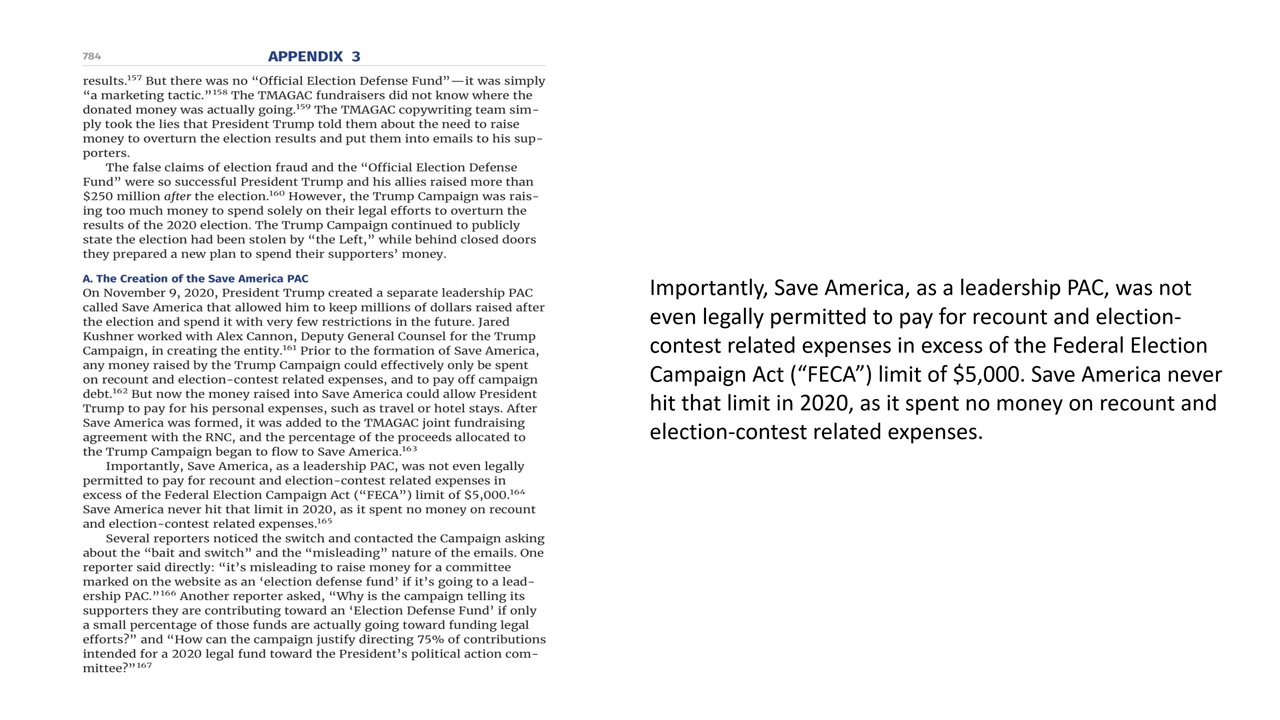 784
APPENDIX 3
results.¹⁵⁷ But there was no “Official Election Defense Fund”—it was simply
“a marketing tactic.”¹⁵⁸ The TMAGAC fundraisers did not know where the
donated money was actually going.¹⁵⁹ The TMAGAC copywriting team sim-
ply took the lies that President Trump told them about the need to raise
money to overturn the election results and put them into emails to his sup-
porters.
The false claims of election fraud and the “Official Election Defense
Fund” were so successful President Trump and his allies raised more than
$250 million after the election.¹⁶⁰ However, the Trump Campaign was rais-
ing too much money to spend solely on their legal efforts to overturn the
results of the 2020 election. The Trump Campaign continued to publicly
state the election had been stolen by “the Left,” while behind closed doors
they prepared a new plan to spend their supporters’ money.
A. The Creation of the Save America PAC
On November 9, 2020, President Trump created a separate leadership PAC
called Save America that allowed him to keep millions of dollars raised after
the election and spend it with very few restrictions in the future. Jared
Kushner worked with Alex Cannon, Deputy General Counsel for the Trump
Campaign, in creating the entity.¹⁶¹ Prior to the formation of Save America,
any money raised by the Trump Campaign could effectively only be spent
on recount and election-contest related expenses, and to pay off campaign
debt.¹⁶² But now the money raised into Save America could allow President
Trump to pay for his personal expenses, such as travel or hotel stays. After
Save America was formed, it was added to the TMAGAC joint fundraising
agreement with the RNC, and the percentage of the proceeds allocated to
the Trump Campaign began to flow to Save America.¹⁶³
Importantly, Save America, as a leadership PAC, was not even legally
permitted to pay for recount and election-contest related expenses in
excess of the Federal Election Campaign Act (“FECA”) limit of $5,000.¹⁶⁴
Save America never hit that limit in 2020, as it spent no money on recount
and election-contest related expenses.¹⁶⁵
Several reporters noticed the switch and contacted the Campaign asking
about the “bait and switch” and the “misleading” nature of the emails. One
reporter said directly: “it’s misleading to raise money for a committee
marked on the website as an ‘election defense fund’ if it’s going to a lead-
ership PAC.”¹⁶⁶ Another reporter asked, “Why is the campaign telling its
supporters they are contributing toward an ‘Election Defense Fund’ if only
a small percentage of those funds are actually going toward funding legal
efforts?” and “How can the campaign justify directing 75% of contributions
intended for a 2020 legal fund toward the President’s political action com-
mittee?”¹⁶⁷
Importantly, Save America, as a leadership PAC, was not
even legally permitted to pay for recount and election-
contest related expenses in excess of the Federal Election
Campaign Act (“FECA”) limit of $5,000. Save America never
hit that limit in 2020, as it spent no money on recount and
election-contest related expenses.